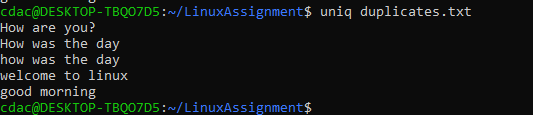 cdac@DESKTOP-TBQO7D5:~/LinuxAssignment$ uniq duplicates.txt
How are you?
How was the day
how was the day
welcome to linux
good morning
cdac@DESKTOP-TBQO7D5:~/LinuxAssignment$